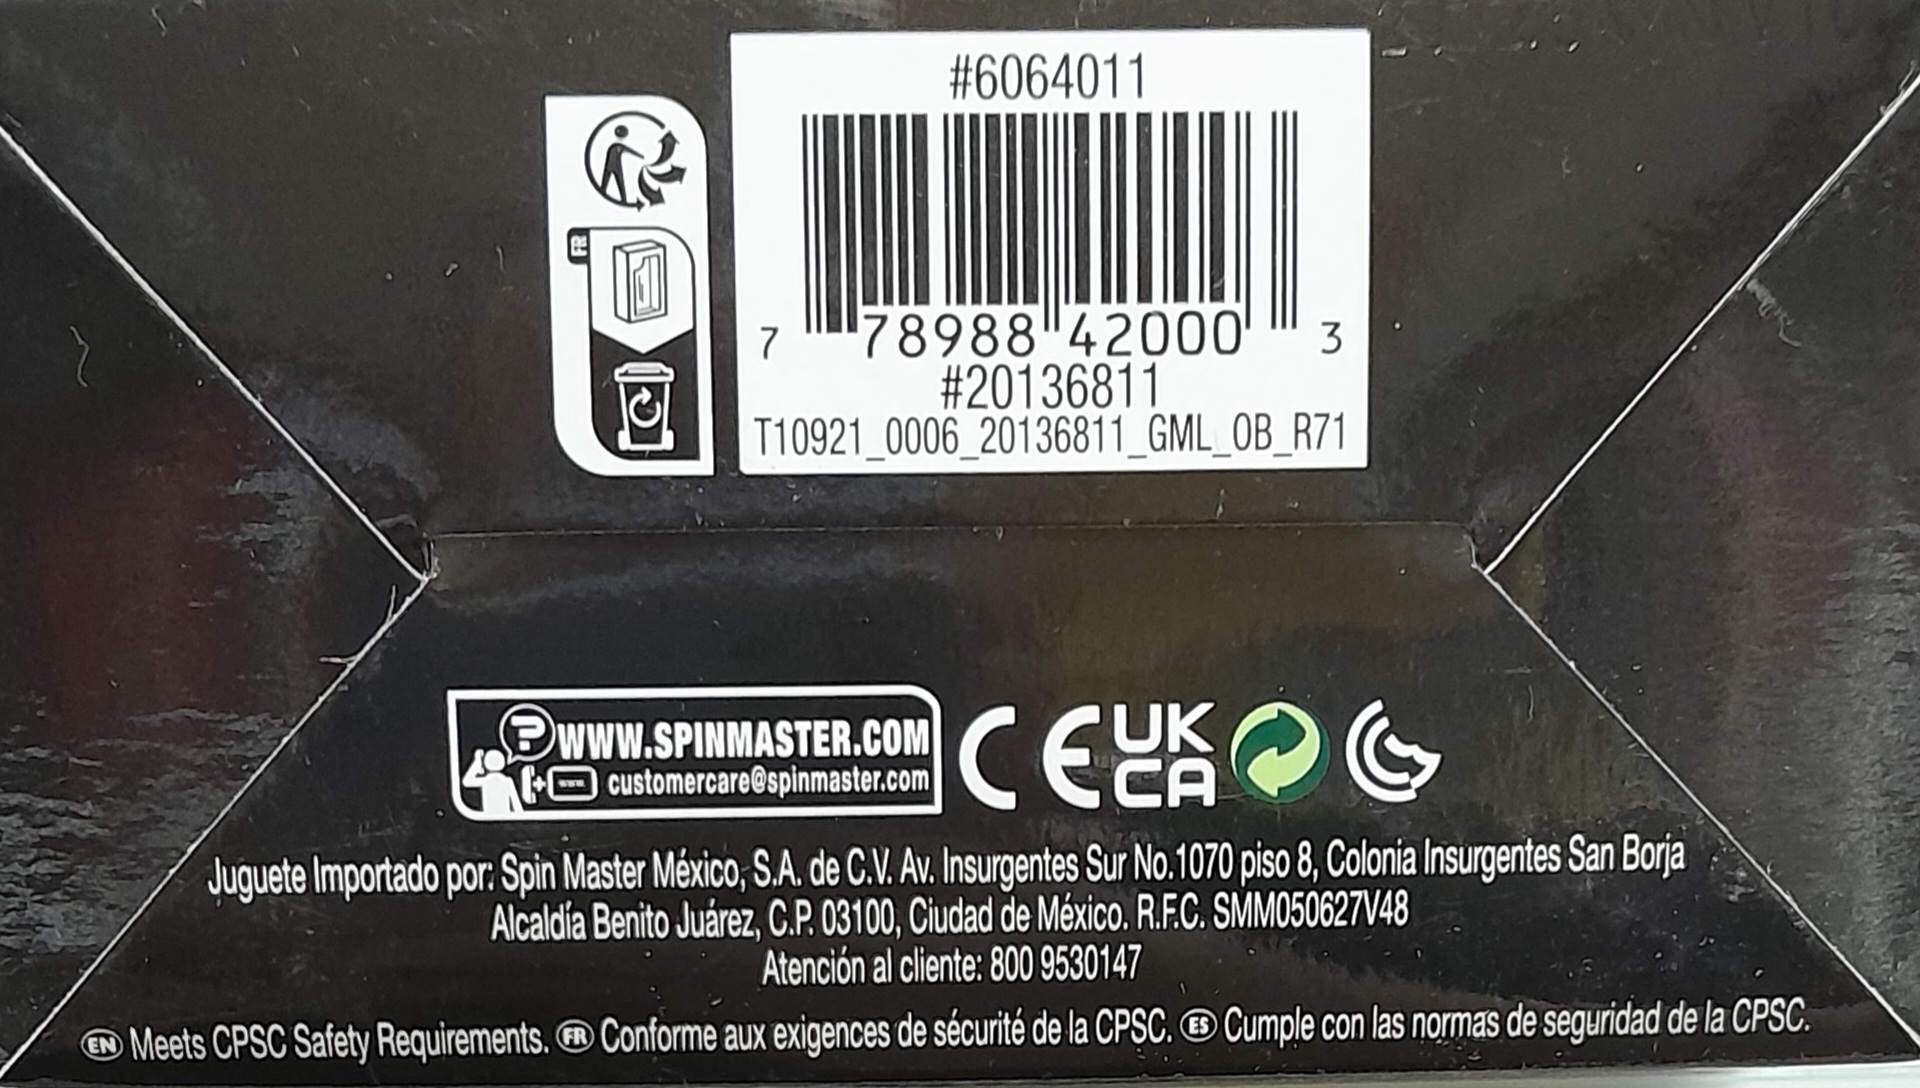 #6064011
FR
7 78988 42000 3
#20136811
T10921_0006_20136811_GML_OB_R71
WWW.SPINMASTER.COM
customercare@spinmaster.com
CE UK
CA
Juguete Importado por: Spin Master México, S.A. de C.V. Av. Insurgentes Sur No.1070 piso 8, Colonia Insurgentes San Borja
Alcaldía Benito Juárez, C.P. 03100, Ciudad de México. R.F.C. SMM050627V48
Atención al cliente: 800 9530147
EN Meets CPSC Safety Requirements. FR Conforme aux exigences de sécurité de la CPSC. ES Cumple con las normas de seguridad de la CPSC.